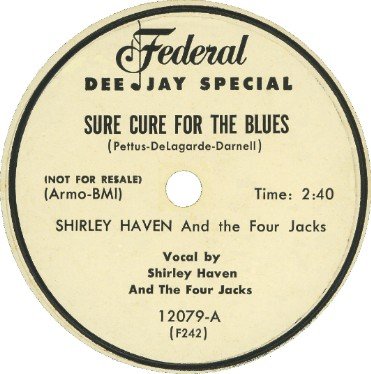 Federal
DEE JAY SPECIAL
SURE CURE FOR THE BLUES
(Pettus-DeLagarde-Darnell)
(NOT FOR RESALE)
(Armo-BMI) Time: 2:40
SHIRLEY HAVEN And the Four Jacks
Vocal by
Shirley Haven
And The Four Jacks
12079-A
(F242)